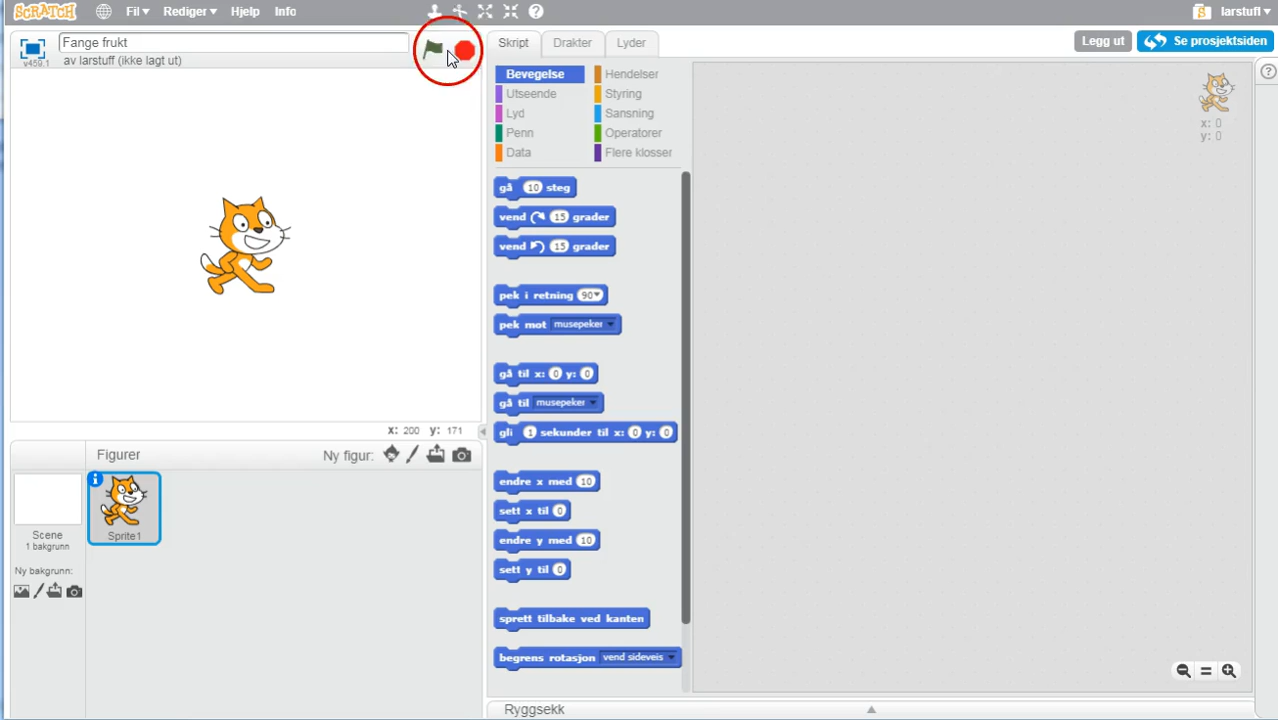 SCRATCH Fil Rediger Hjelp Info larstufl
v459.1 Fange frukt
av larstuff (ikke lagt ut)
Skript Drakter Lyder Legg ut Se prosjektsiden
Bevegelse Hendelser
Utseende Styring
Lyd Sansning
Penn Operatorer
Data Flere klosser
x: 0
y: 0
gå 10 steg
vend 15 grader
vend 15 grader
pek i retning 90
pek mot musepeker
gå til x: 0 y: 0
gå til musepeker
gli 1 sekunder til x: 0 y: 0
endre x med 10
sett x til 0
endre y med 10
sett y til 0
sprett tilbake ved kanten
begrens rotasjon vend sideveis
x: 200 y: 171
Figurer Ny figur:
Scene
1 bakgrunn
Sprite1
Ny bakgrunn:
Ryggsekk